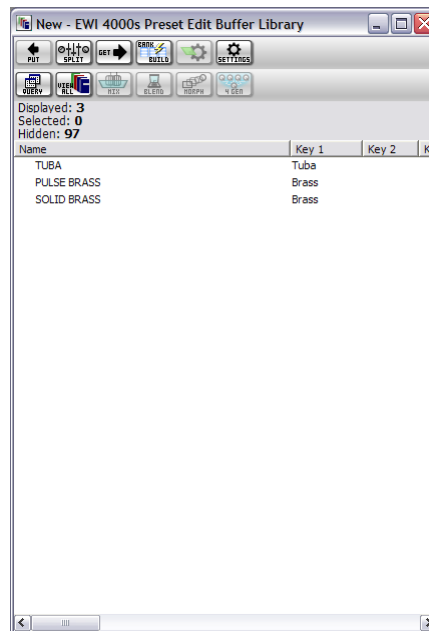 New - EWI 4000s Preset Edit Buffer Library
PUT SPLIT GET BANK BUILD SETTINGS
QUERY VIEW ALL MIX BLEND MORPH 4 GEN
Displayed: 3
Selected: 0
Hidden: 97
Name Key 1 Key 2 K
TUBA Tuba
PULSE BRASS Brass
SOLID BRASS Brass